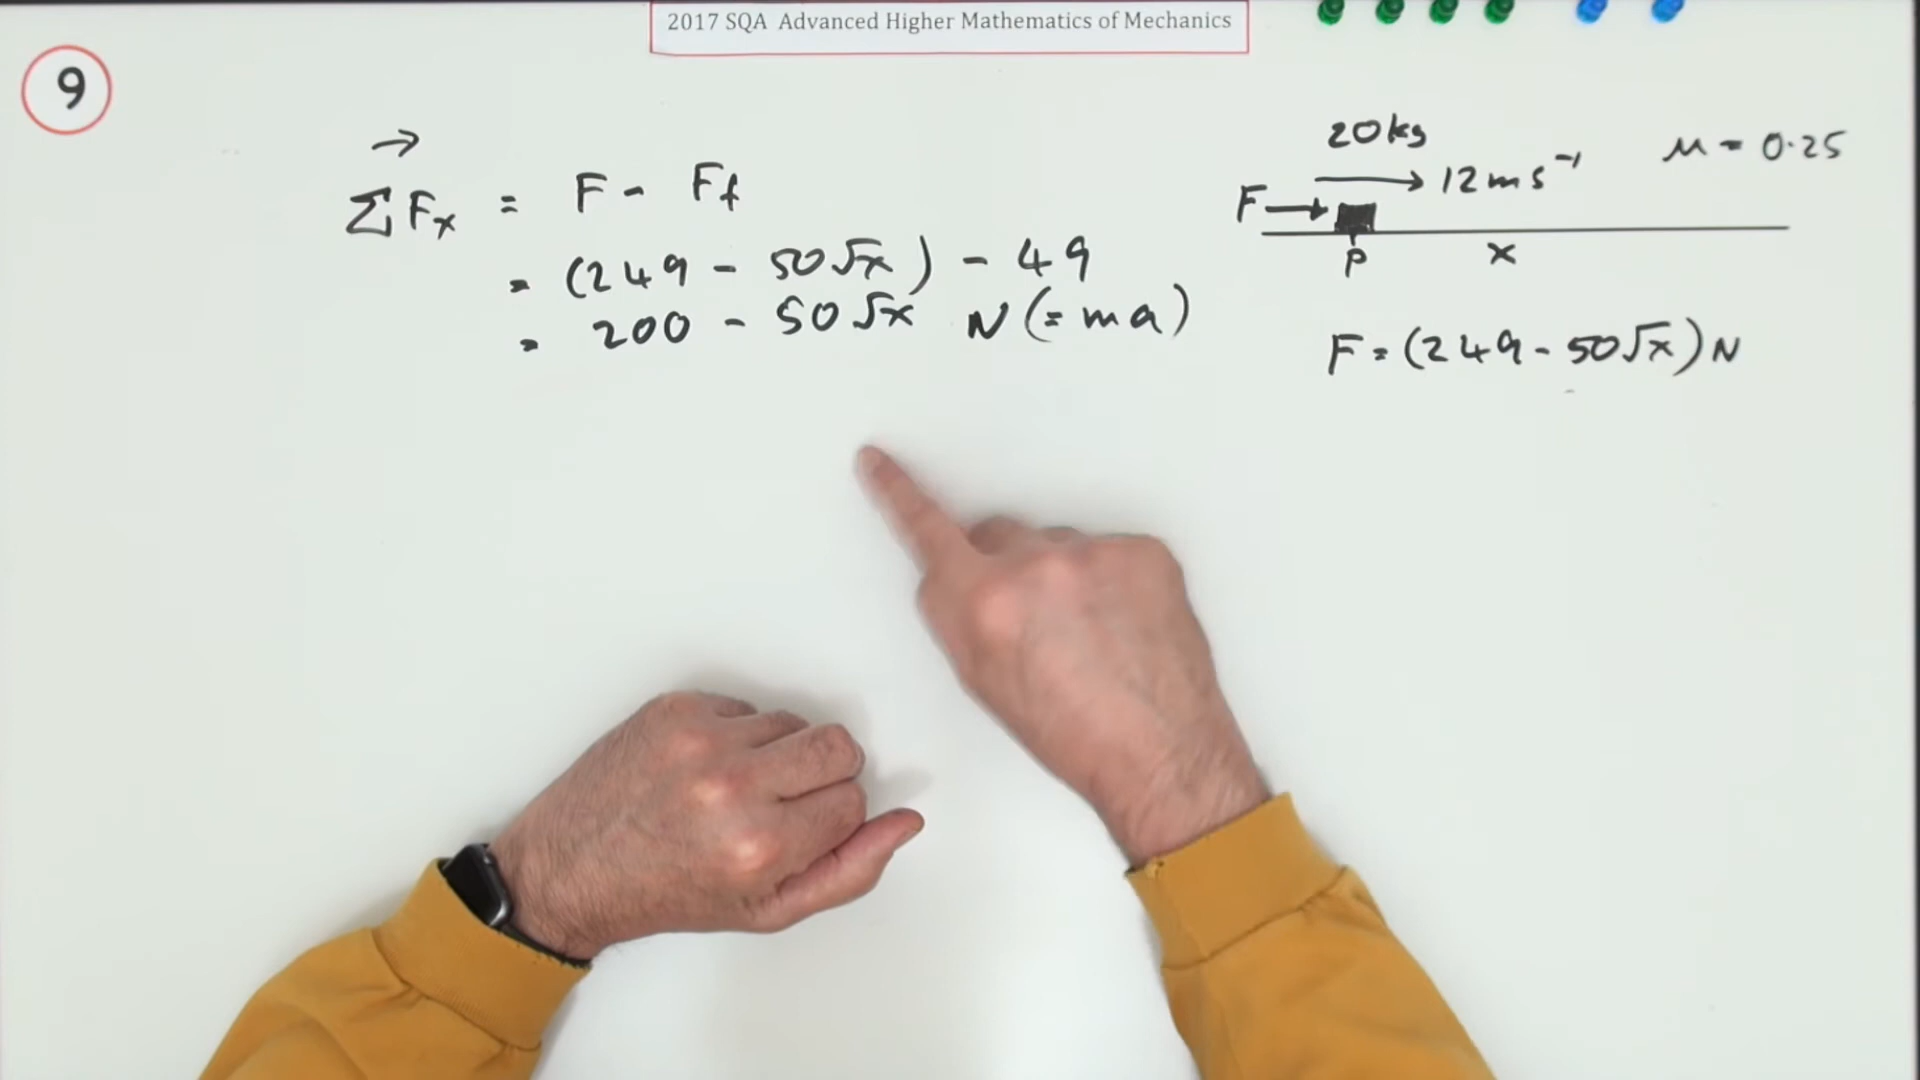 2017 SQA Advanced Higher Mathematics of Mechanics
9
→
ΣFx = F - Ff
= (249 - 50√x) - 49
= 200 - 50√x N (= ma)
20kg
F→ → 12ms⁻¹ μ = 0.25
P x
F = (249 - 50√x)N